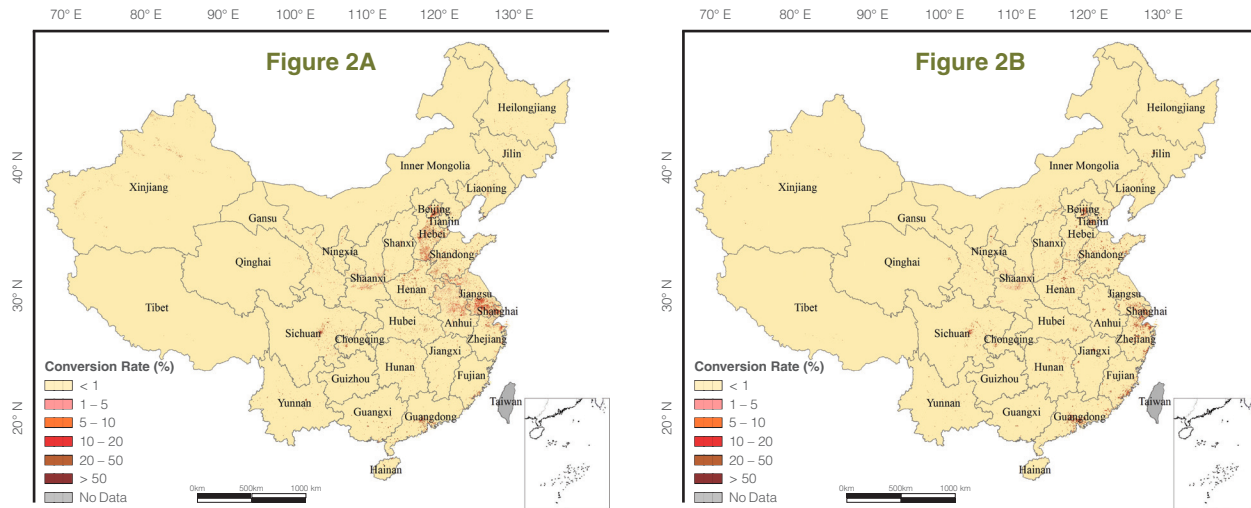 70° E 80° E 90° E 100° E 110° E 120° E 130° E
Figure 2A
40° N
30° N
20° N
Heilongjiang
Jilin
Inner Mongolia
Liaoning
Xinjiang
Beijing
Gansu
Tianjin
Hebei
Shanxi
Ningxia
Shandong
Qinghai
Shaanxi
Henan
Jiangsu
Tibet
Shanghai
Hubei
Anhui
Sichuan
Chongqing
Zhejiang
Jiangxi
Hunan
Guizhou
Fujian
Yunnan
Taiwan
Guangxi
Guangdong
Hainan
Conversion Rate (%)
< 1
1 – 5
5 – 10
10 – 20
20 – 50
> 50
No Data
0km 500km 1000 km
70° E 80° E 90° E 100° E 110° E 120° E 130° E
Figure 2B
40° N
30° N
20° N
Heilongjiang
Jilin
Inner Mongolia
Liaoning
Xinjiang
Beijing
Gansu
Tianjin
Hebei
Shanxi
Ningxia
Shandong
Qinghai
Shaanxi
Henan
Jiangsu
Tibet
Shanghai
Hubei
Anhui
Sichuan
Chongqing
Zhejiang
Jiangxi
Hunan
Guizhou
Fujian
Yunnan
Taiwan
Guangxi
Guangdong
Hainan
Conversion Rate (%)
< 1
1 – 5
5 – 10
10 – 20
20 – 50
> 50
No Data
0km 500km 1000 km